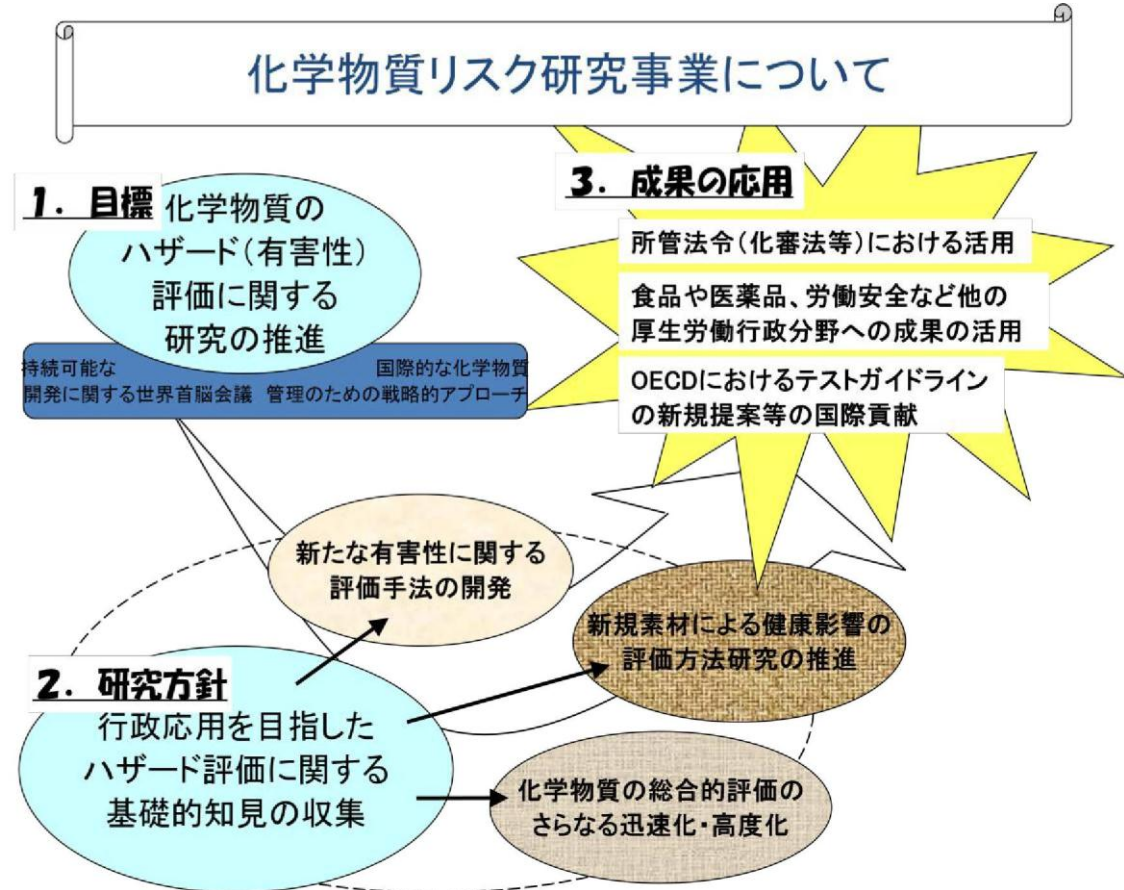 化学物質リスク研究事業について
1. 目標
化学物質の
ハザード(有害性)
評価に関する
研究の推進
持続可能な
開発に関する世界首脳会議
国際的な化学物質
管理のための戦略的アプローチ
3. 成果の応用
所管法令(化審法等)における活用
食品や医薬品、労働安全など他の
厚生労働行政分野への成果の活用
OECDにおけるテストガイドライン
の新規提案等の国際貢献
2. 研究方針
行政応用を目指した
ハザード評価に関する
基礎的知見の収集
新たな有害性に関する
評価手法の開発
新規素材による健康影響の
評価方法研究の推進
化学物質の総合的評価の
さらなる迅速化・高度化